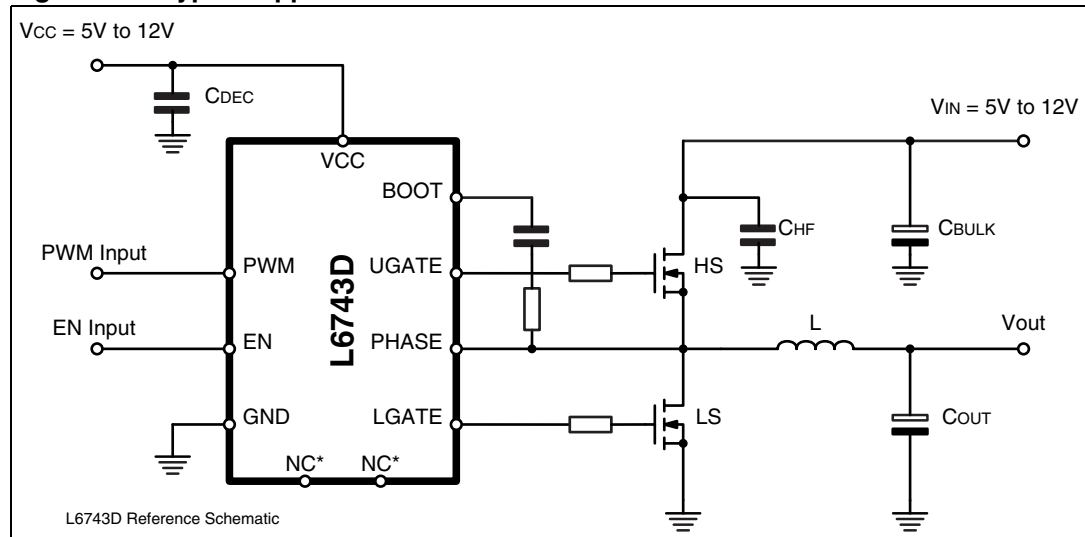 VCC = 5V to 12V
CDEC
VIN = 5V to 12V
VCC
BOOT
CHF
CBULK
PWM Input
PWM
L6743D
UGATE
HS
EN Input
EN
PHASE
L
Vout
GND
LGATE
LS
COUT
NC*
NC*
L6743D Reference Schematic